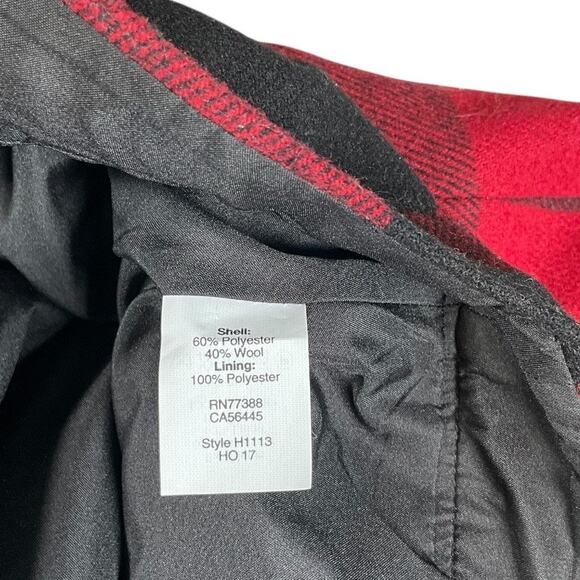 Shell:
60% Polyester
40% Wool
Lining:
100% Polyester
RN77388
CA56445
Style H1113
HO 17